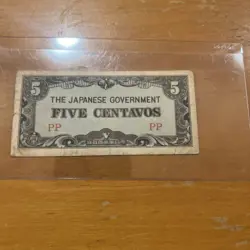 5 5
THE JAPANESE GOVERNMENT
FIVE CENTAVOS
PP PP